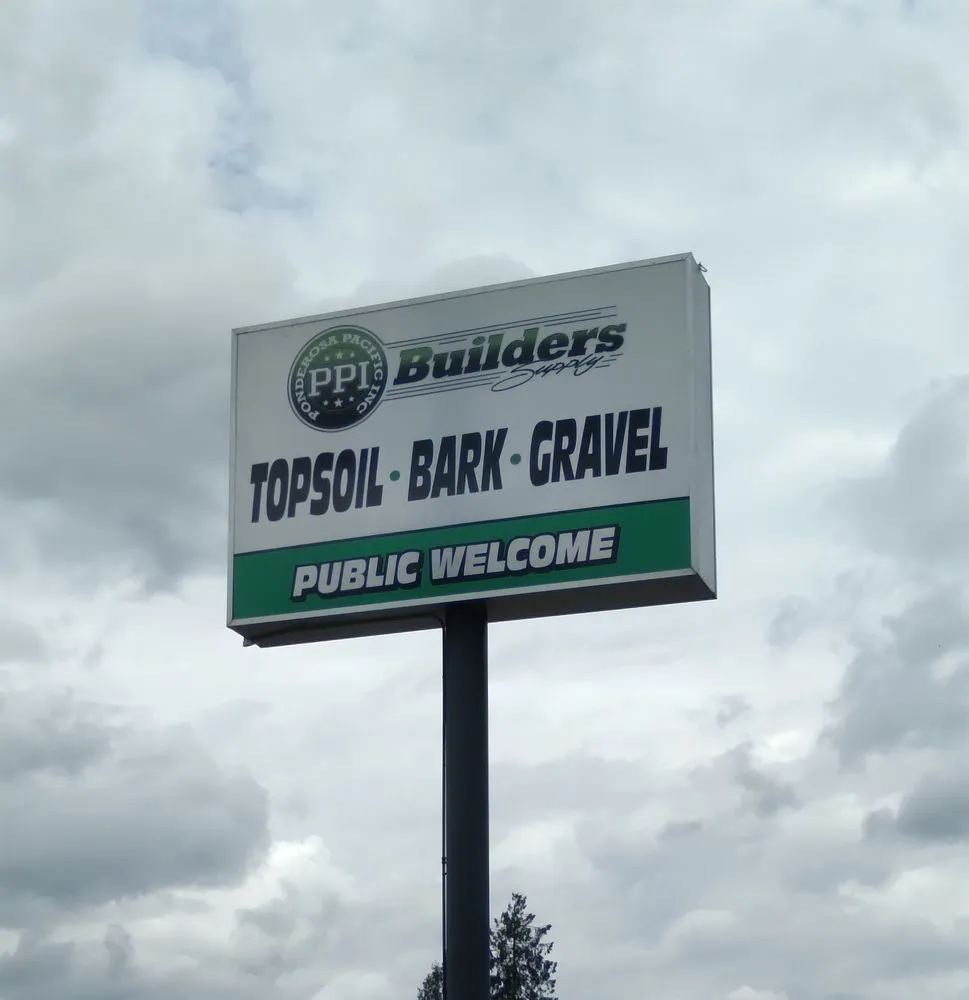 PONDEROSA PACIFIC INC
PPI
Builders
Supply
TOPSOIL • BARK • GRAVEL
PUBLIC WELCOME